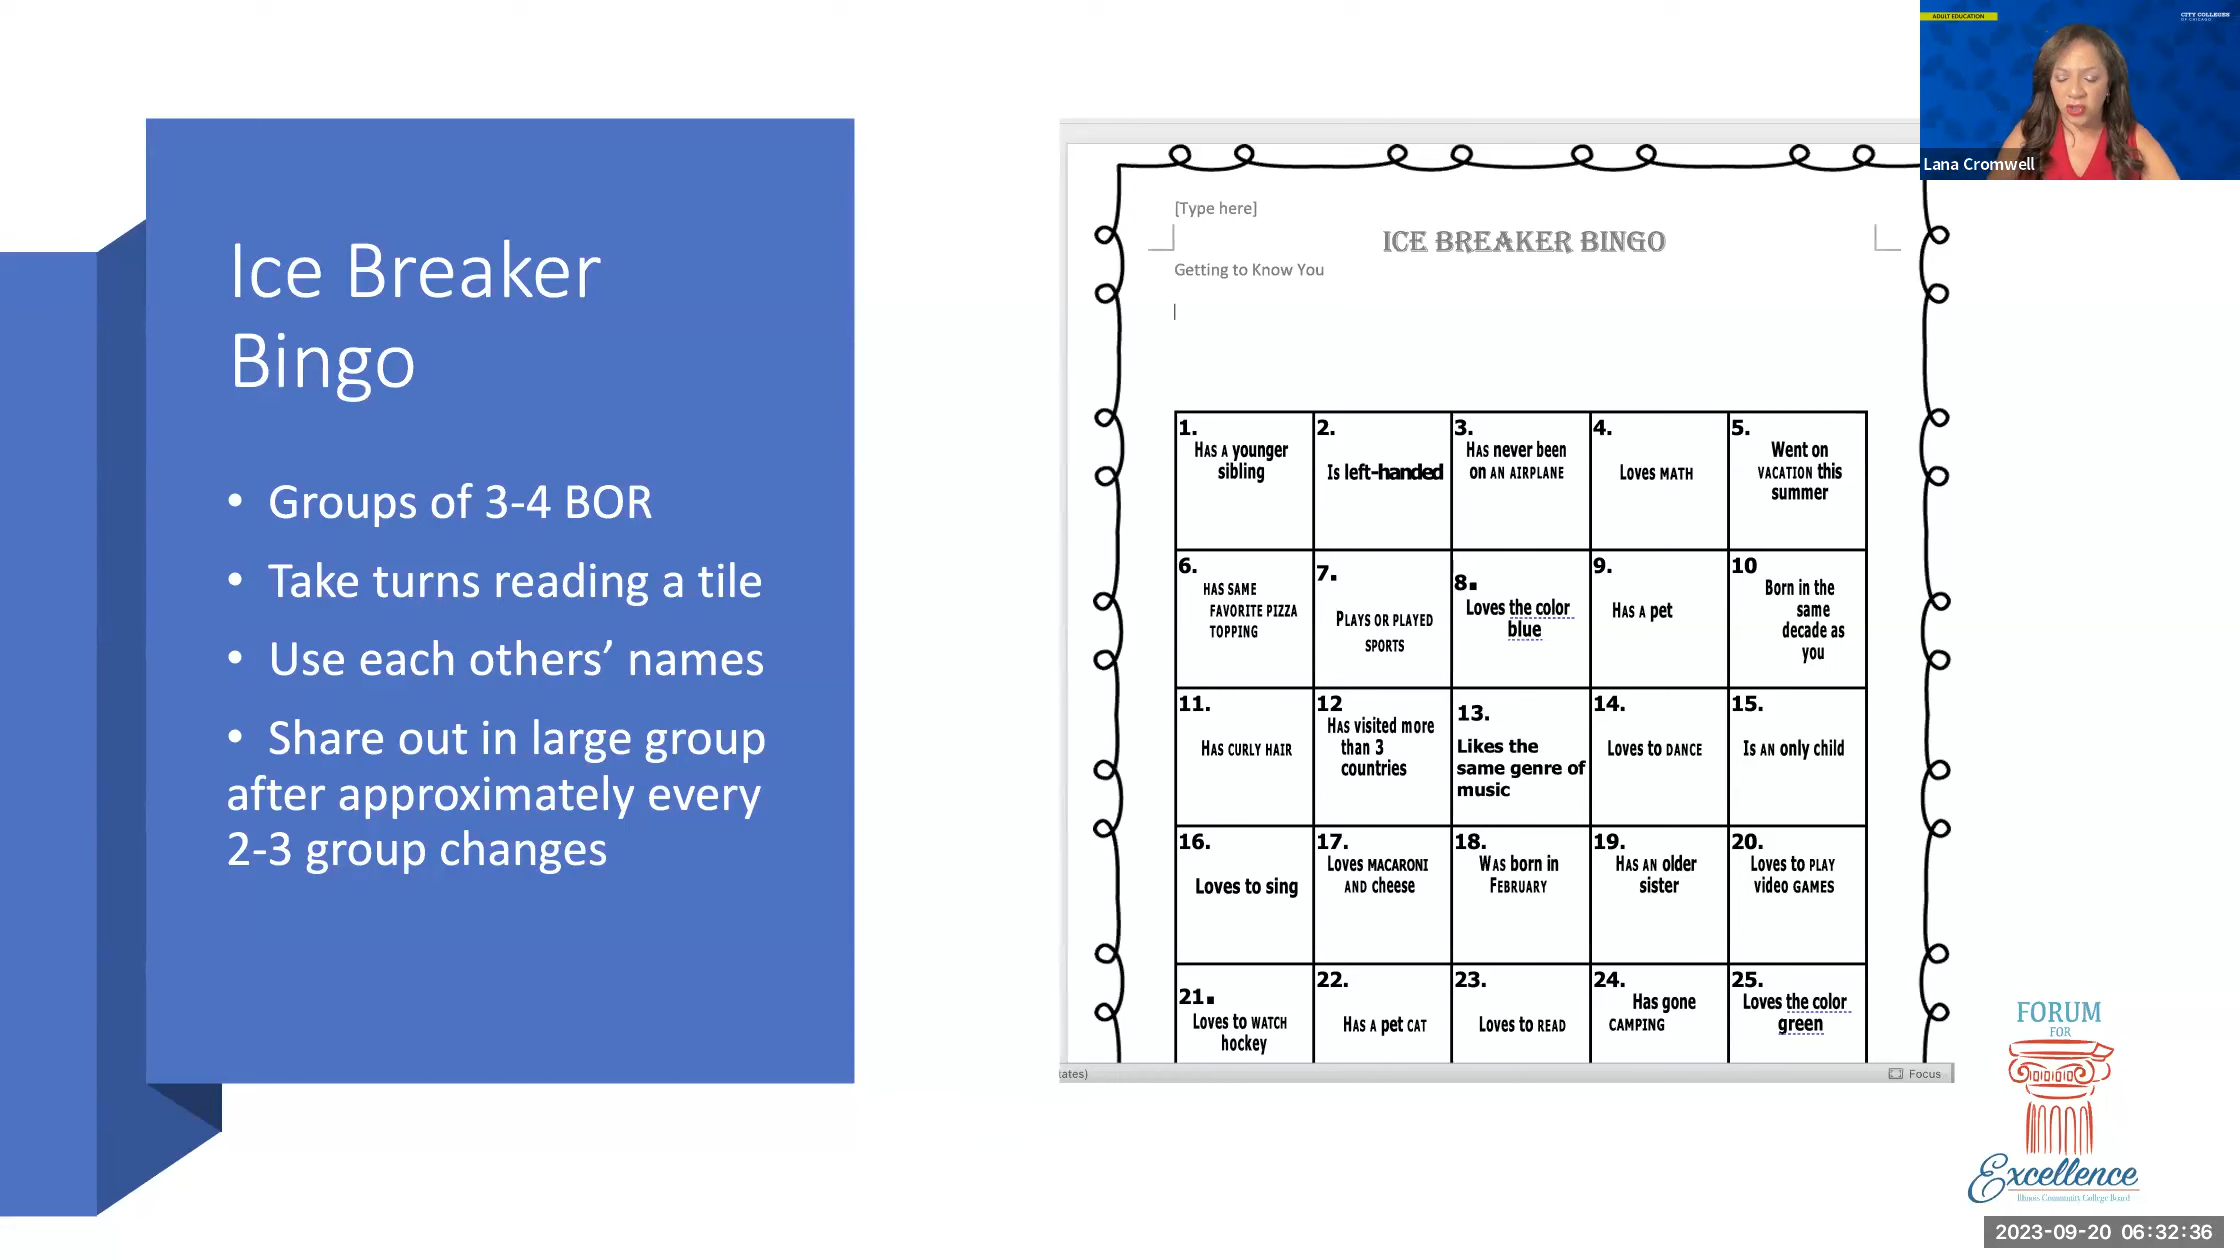 ADULT EDUCATION
CITY COLLEGES
OF CHICAGO
Lana Cromwell
Ice Breaker
Bingo
• Groups of 3-4 BOR
• Take turns reading a tile
• Use each others’ names
• Share out in large group
after approximately every
2-3 group changes
[Type here]
ICE BREAKER BINGO
Getting to Know You
1.
HAS A younger
sibling
2.
Is left-handed
3.
HAS never been
on AN AIRPLANE
4.
Loves MATH
5.
Went on
VACATION this
summer
6.
HAS SAME
FAVORITE PIZZA
TOPPING
7.
PLAYS OR PLAYED
SPORTS
8.
Loves the color
blue
9.
HAS A pet
10
Born in the
same
decade as
you
11.
HAS CURLY HAIR
12
HAS visited more
than 3
countries
13.
Likes the
same genre of
music
14.
Loves to DANCE
15.
Is AN only child
16.
Loves to sing
17.
Loves MACARONI
AND cheese
18.
WAS born in
FEBRUARY
19.
HAS AN older
sister
20.
Loves to PLAY
video GAMES
21.
Loves to WATCH
hockey
22.
HAS A pet CAT
23.
Loves to READ
24.
Has gone
CAMPING
25.
Loves the color
green
tates)
Focus
FORUM
FOR
Excellence
Illinois Community College Board
2023-09-20 06:32:36